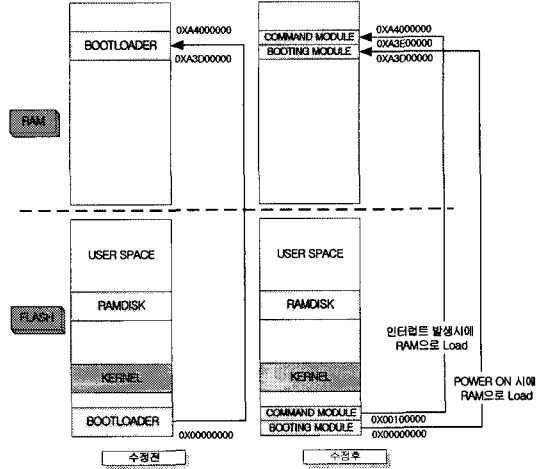 0XA4000000
BOOTLOADER
0XA3D00000
0XA4000000
COMMAND MODULE
0XA3E00000
BOOTING MODULE
0XA3D00000
RAM
USER SPACE
RAMDISK
KERNEL
BOOTLOADER
0X00000000
수정전
FLASH
USER SPACE
RAMDISK
KERNEL
COMMAND MODULE
0X00100000
BOOTING MODULE
0X00000000
수정후
인터럽트 발생시에
RAM으로 Load
POWER ON 시에
RAM으로 Load